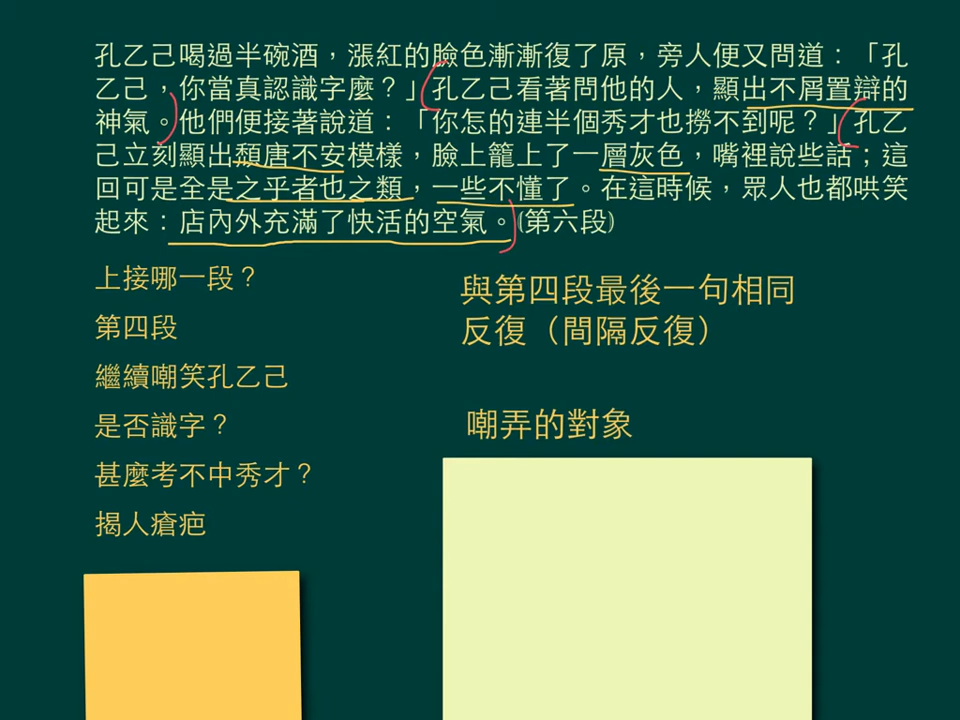 孔乙己喝過半碗酒，漲紅的臉色漸漸復了原，旁人便又問道：「孔
乙己，你當真認識字麼？」孔乙己看著問他的人，顯出不屑置辯的
神氣。他們便接著說道：「你怎的連半個秀才也撈不到呢？」孔乙
己立刻顯出頹唐不安模樣，臉上籠上了一層灰色，嘴裡說些話；這
回可是全是之乎者也之類，一些不懂了。在這時候，眾人也都哄笑
起來：店內外充滿了快活的空氣。(第六段)
上接哪一段？
第四段
繼續嘲笑孔乙己
是否識字？
甚麼考不中秀才？
揭人瘡疤
與第四段最後一句相同
反復（間隔反復）
嘲弄的對象